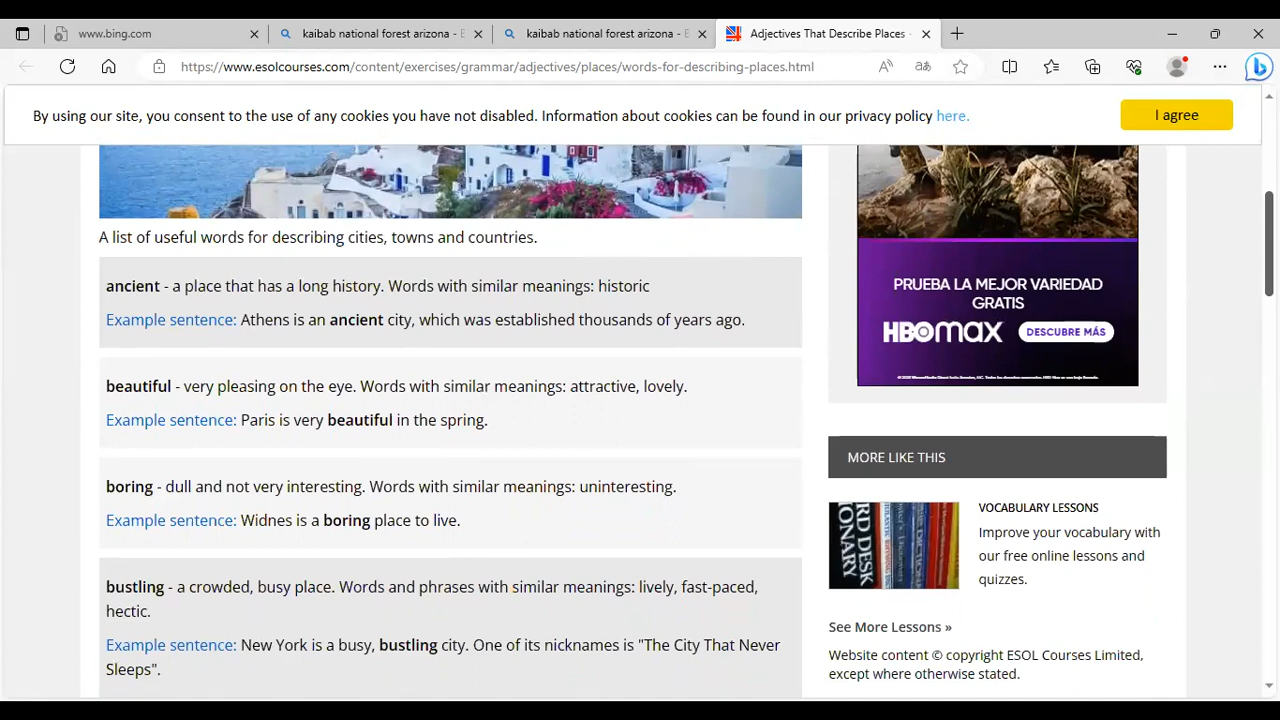 www.bing.com
kaibab national forest arizona - E
kaibab national forest arizona - E
Adjectives That Describe Places -
https://www.esolcourses.com/content/exercises/grammar/adjectives/places/words-for-describing-places.html
By using our site, you consent to the use of any cookies you have not disabled. Information about cookies can be found in our privacy policy here.
I agree
A list of useful words for describing cities, towns and countries.
ancient - a place that has a long history. Words with similar meanings: historic
Example sentence: Athens is an ancient city, which was established thousands of years ago.
beautiful - very pleasing on the eye. Words with similar meanings: attractive, lovely.
Example sentence: Paris is very beautiful in the spring.
boring - dull and not very interesting. Words with similar meanings: uninteresting.
Example sentence: Widnes is a boring place to live.
bustling - a crowded, busy place. Words and phrases with similar meanings: lively, fast-paced,
hectic.
Example sentence: New York is a busy, bustling city. One of its nicknames is "The City That Never
Sleeps".
PRUEBA LA MEJOR VARIEDAD
GRATIS
HBOMAX
DESCUBRE MÁS
MORE LIKE THIS
VOCABULARY LESSONS
Improve your vocabulary with
our free online lessons and
quizzes.
See More Lessons »
Website content © copyright ESOL Courses Limited,
except where otherwise stated.